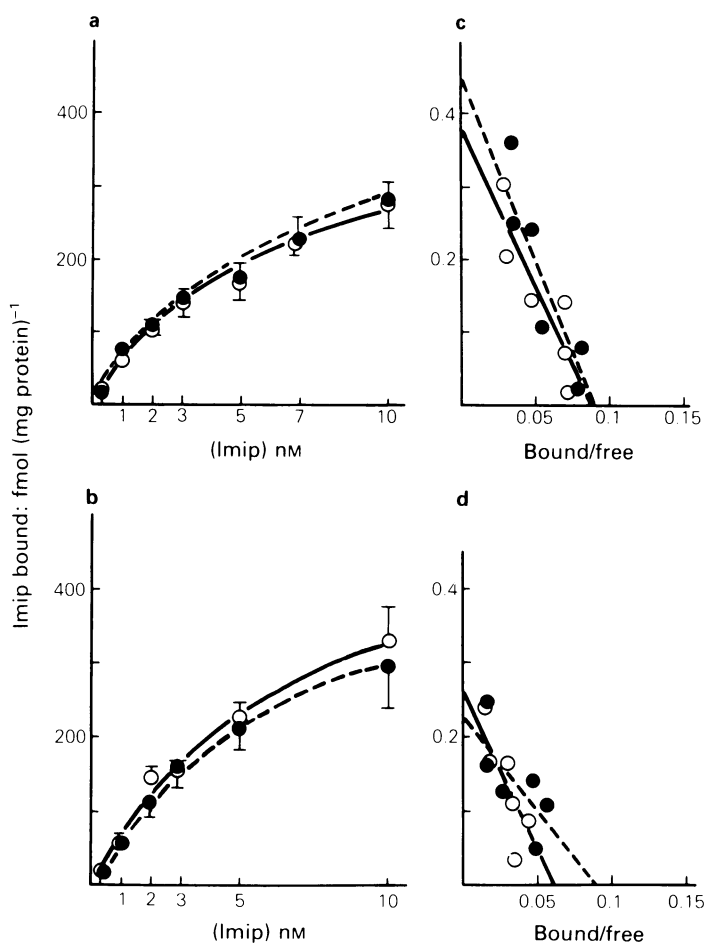 a
c
400
200
0.4
0.2
1 2 3 5 7 10
0.05 0.1 0.15
(Imip) nM
Bound/free
Imip bound: fmol (mg protein)⁻¹
b
d
400
200
0.4
0.2
1 2 3 5 10
0.05 0.1 0.15
(Imip) nM
Bound/free